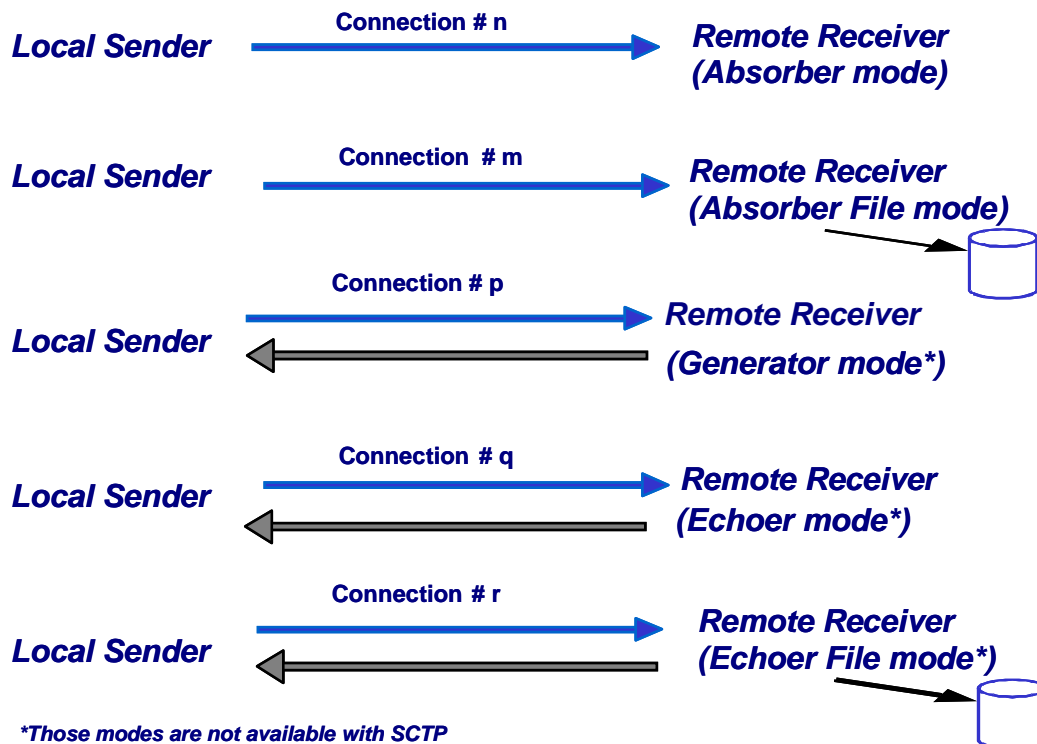 Connection # n
Local Sender
Remote Receiver
(Absorber mode)
Connection # m
Local Sender
Remote Receiver
(Absorber File mode)
Connection # p
Local Sender
Remote Receiver
(Generator mode*)
Connection # q
Local Sender
Remote Receiver
(Echoer mode*)
Connection # r
Local Sender
Remote Receiver
(Echoer File mode*)
*Those modes are not available with SCTP